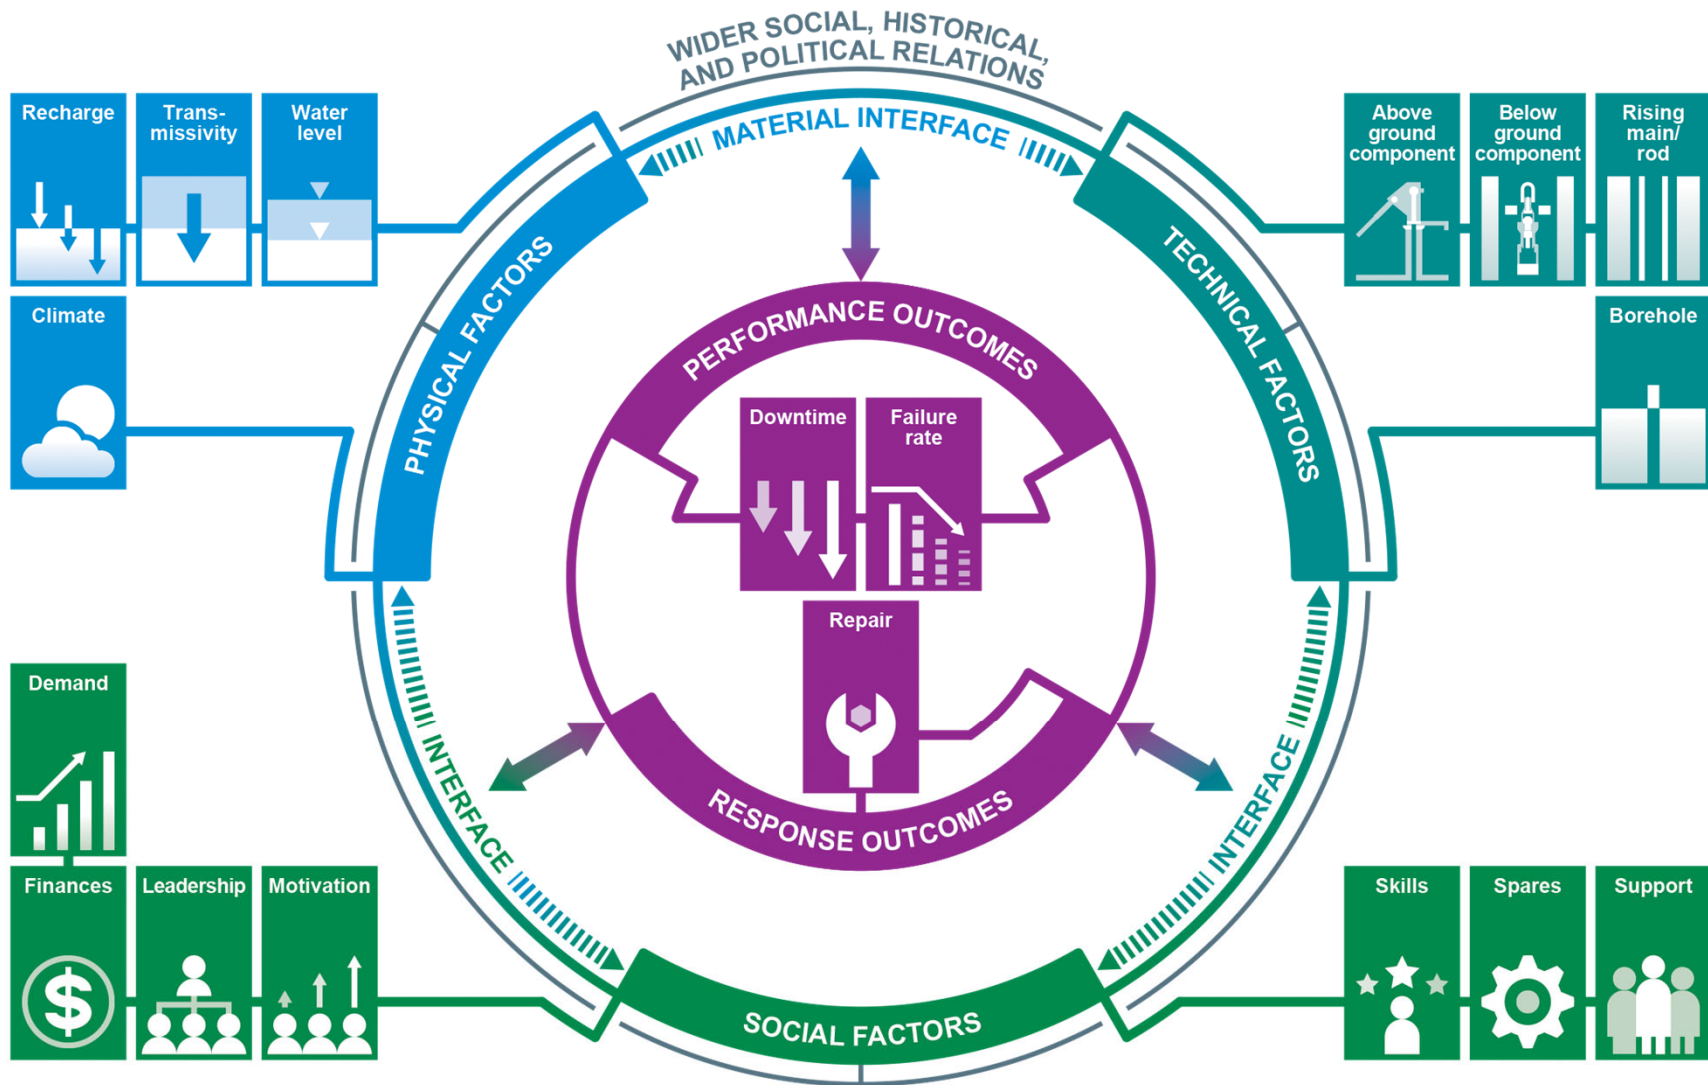 WIDER SOCIAL, HISTORICAL,
AND POLITICAL RELATIONS
MATERIAL INTERFACE
Recharge
Trans-
missivity
Water
level
Climate
PHYSICAL FACTORS
Above
ground
component
Below
ground
component
Rising
main/
rod
Borehole
TECHNICAL FACTORS
PERFORMANCE OUTCOMES
Downtime
Failure
rate
Repair
RESPONSE OUTCOMES
INTERFACE
INTERFACE
Demand
Finances
Leadership
Motivation
$
SOCIAL FACTORS
Skills
Spares
Support